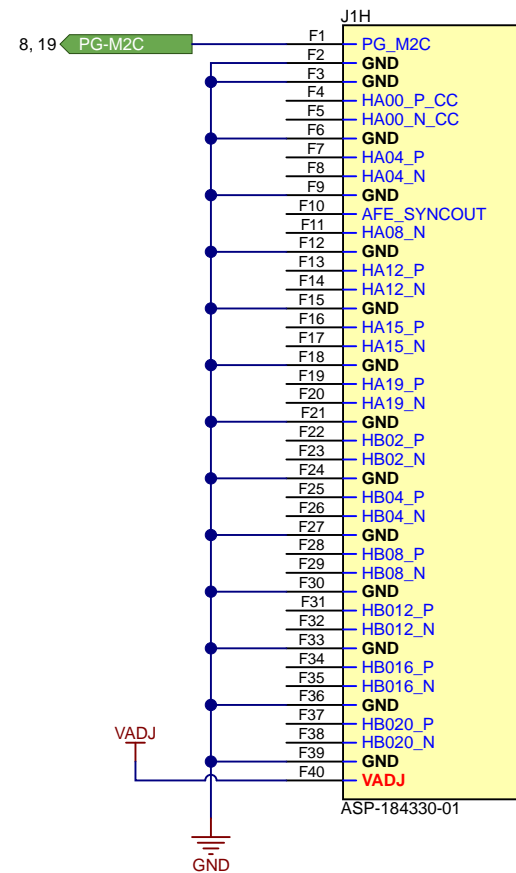 J1H
8, 19 PG-M2C F1 PG_M2C
F2 GND
F3 GND
F4 HA00_P_CC
F5 HA00_N_CC
F6 GND
F7 HA04_P
F8 HA04_N
F9 GND
F10 AFE_SYNCOUT
F11 HA08_N
F12 GND
F13 HA12_P
F14 HA12_N
F15 GND
F16 HA15_P
F17 HA15_N
F18 GND
F19 HA19_P
F20 HA19_N
F21 GND
F22 HB02_P
F23 HB02_N
F24 GND
F25 HB04_P
F26 HB04_N
F27 GND
F28 HB08_P
F29 HB08_N
F30 GND
F31 HB012_P
F32 HB012_N
F33 GND
F34 HB016_P
F35 HB016_N
F36 GND
F37 HB020_P
VADJ
F38 HB020_N
F39 GND
F40 VADJ
ASP-184330-01
GND